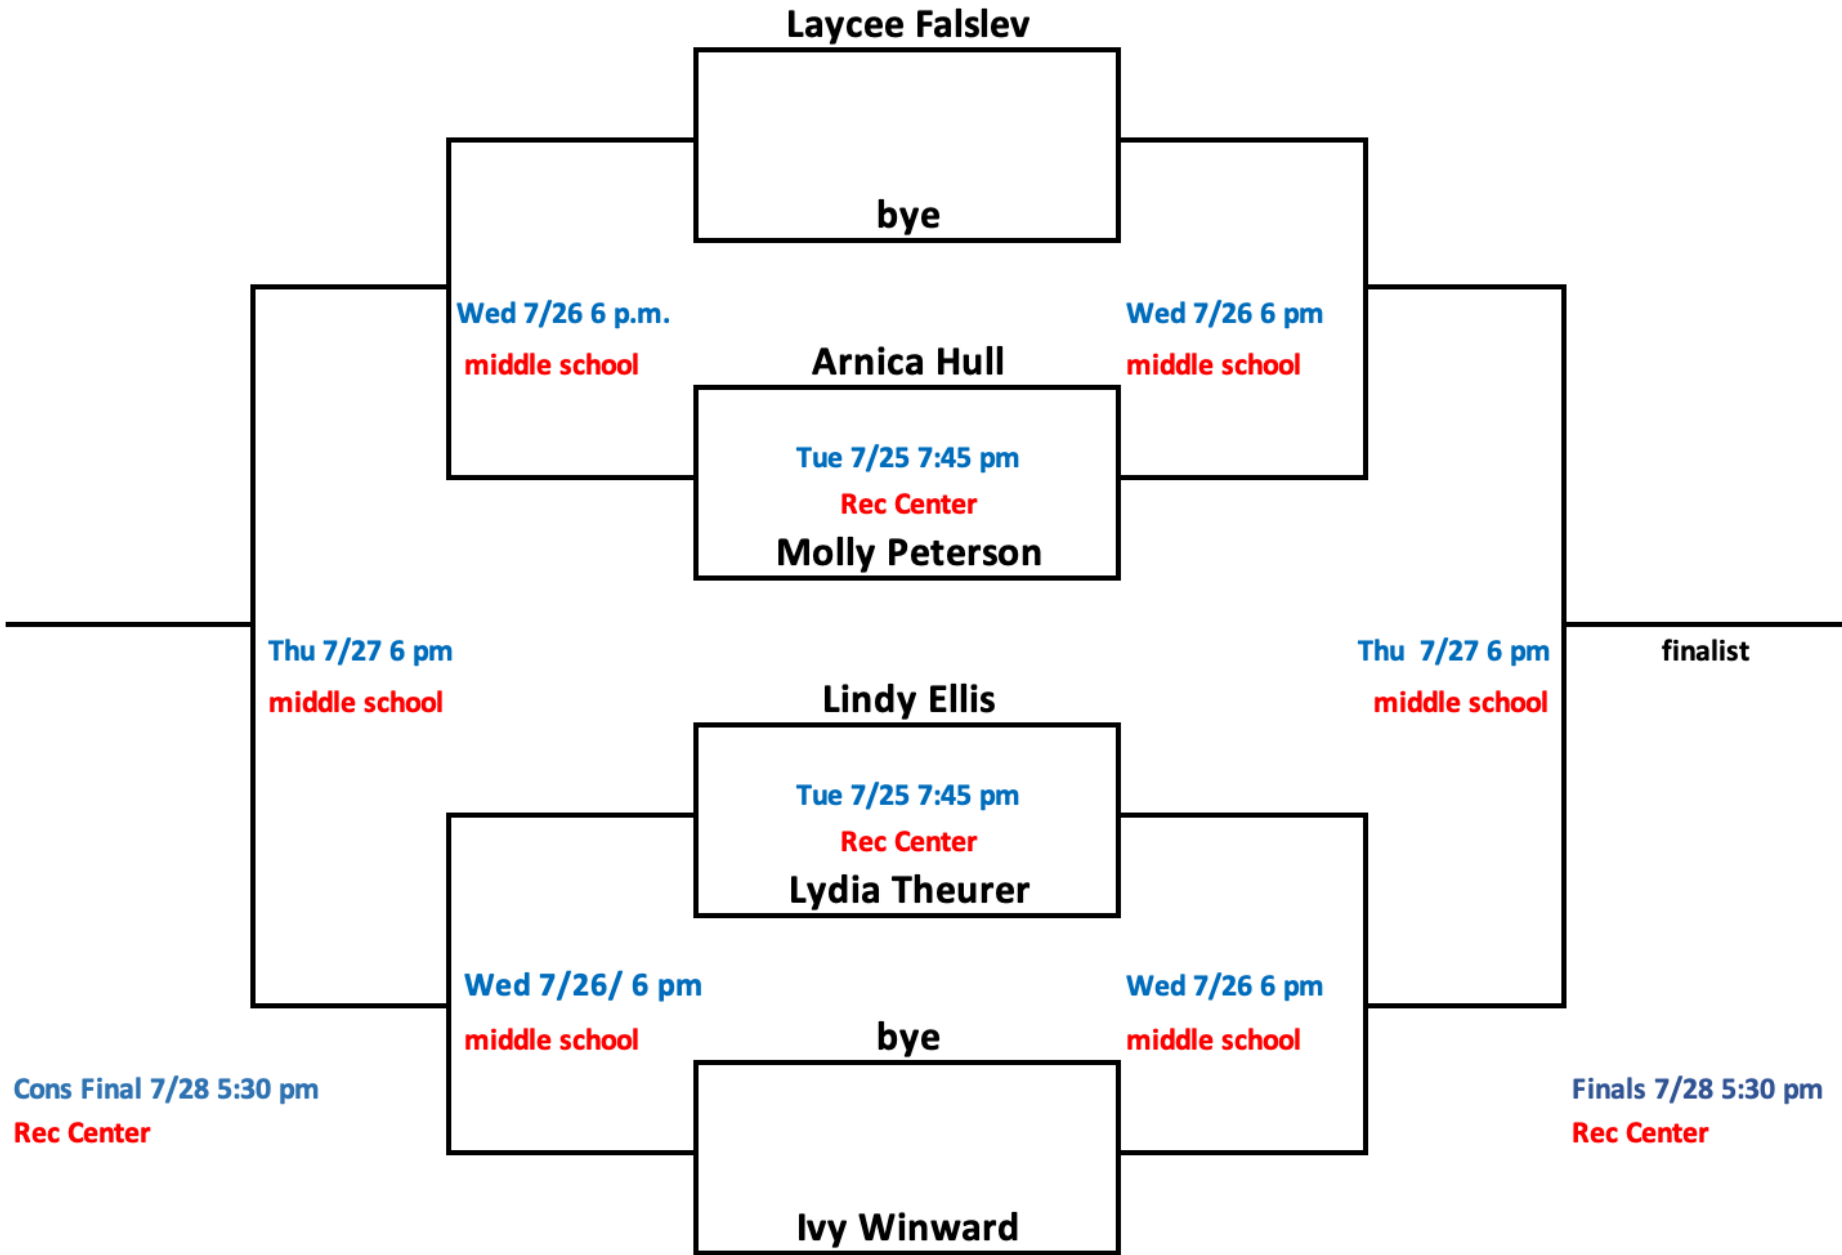 Laycee Falslev
bye
Wed 7/26 6 p.m.
Wed 7/26 6 pm
middle school
middle school
Arnica Hull
Tue 7/25 7:45 pm
Rec Center
Molly Peterson
Thu 7/27 6 pm
Thu 7/27 6 pm
finalist
middle school
middle school
Lindy Ellis
Tue 7/25 7:45 pm
Rec Center
Lydia Theurer
Wed 7/26/ 6 pm
Wed 7/26 6 pm
middle school
middle school
bye
Cons Final 7/28 5:30 pm
Finals 7/28 5:30 pm
Rec Center
Rec Center
Ivy Winward